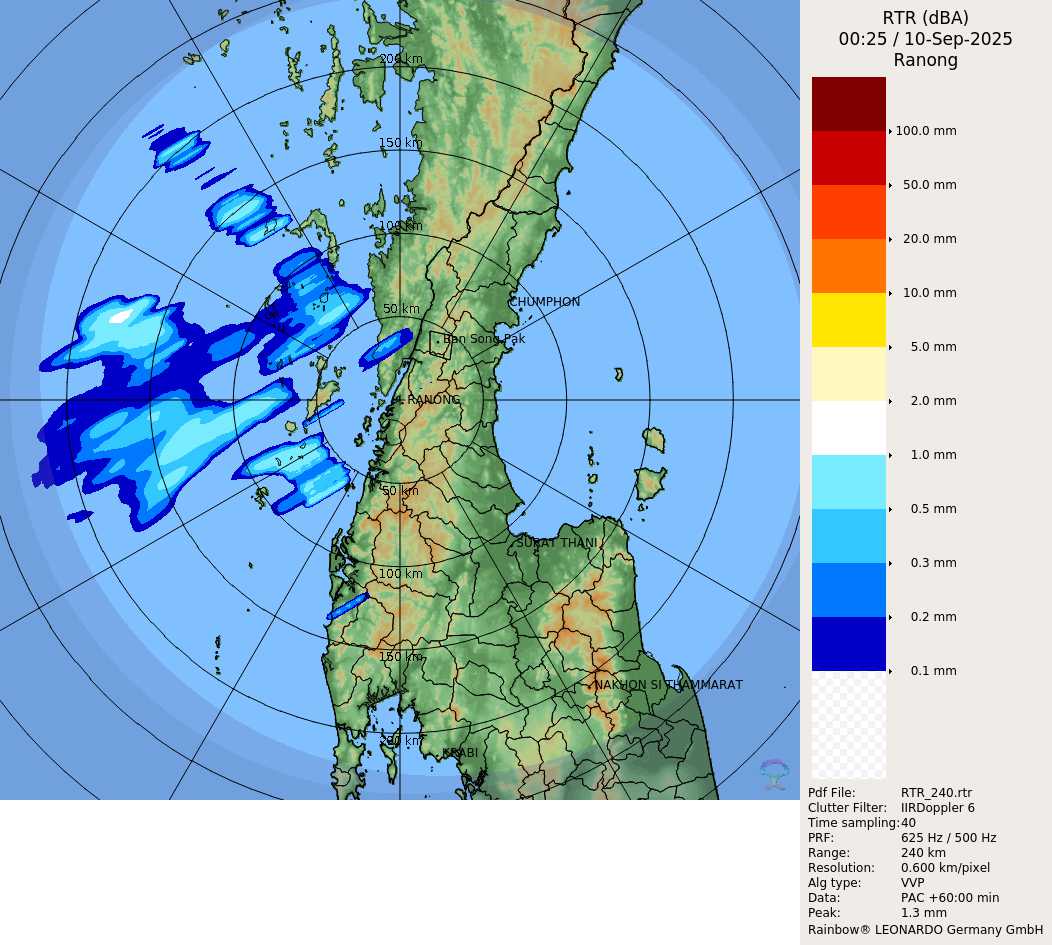 RTR (dBA)
00:25 / 10-Sep-2025
Ranong
100.0 mm
50.0 mm
20.0 mm
10.0 mm
5.0 mm
2.0 mm
1.0 mm
0.5 mm
0.3 mm
0.2 mm
0.1 mm
Pdf File: RTR_240.rtr
Clutter Filter: IIRDoppler 6
Time sampling: 40
PRF: 625 Hz / 500 Hz
Range: 240 km
Resolution: 0.600 km/pixel
Alg type: VVP
Data: PAC +60:00 min
Peak: 1.3 mm
Rainbow® LEONARDO Germany GmbH
200 km
150 km
100 km
CHUMPHON
50 km
Ban Song Pak
RANONG
50 km
SURAT THANI
100 km
150 km
NAKHON SI THAMMARAT
200 km
KRABI